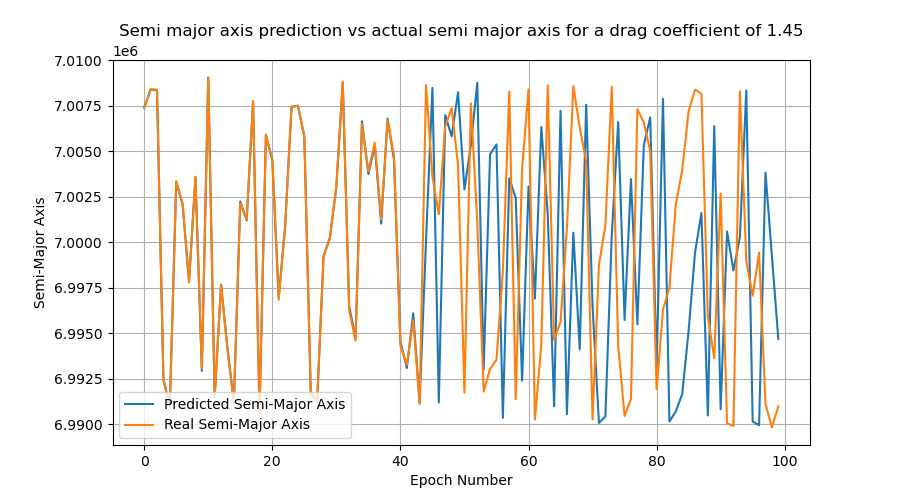 Semi major axis prediction vs actual semi major axis for a drag coefficient of 1.45
1e6
7.0100
7.0075
7.0050
7.0025
7.0000
6.9975
6.9950
6.9925
6.9900
Semi-Major Axis
Predicted Semi-Major Axis
Real Semi-Major Axis
0 20 40 60 80 100
Epoch Number